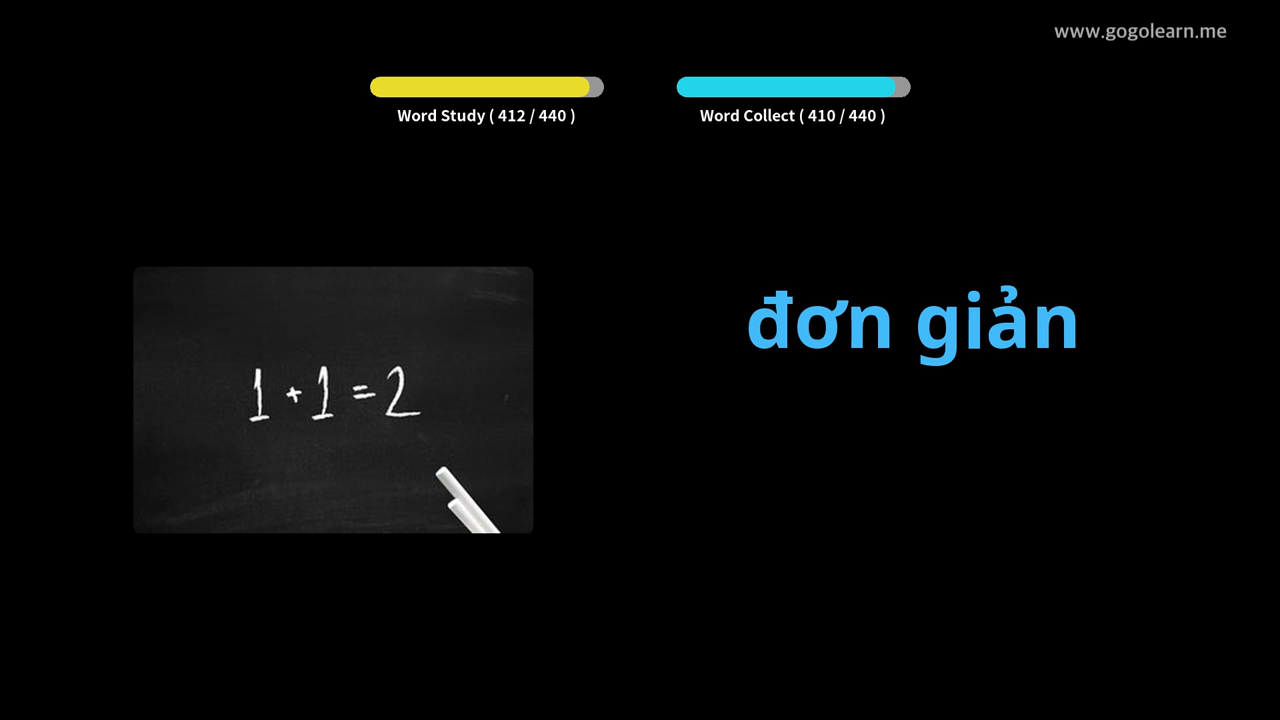 www.gogolearn.me
Word Study ( 412 / 440 )
Word Collect ( 410 / 440 )
đơn giản
1 + 1 = 2